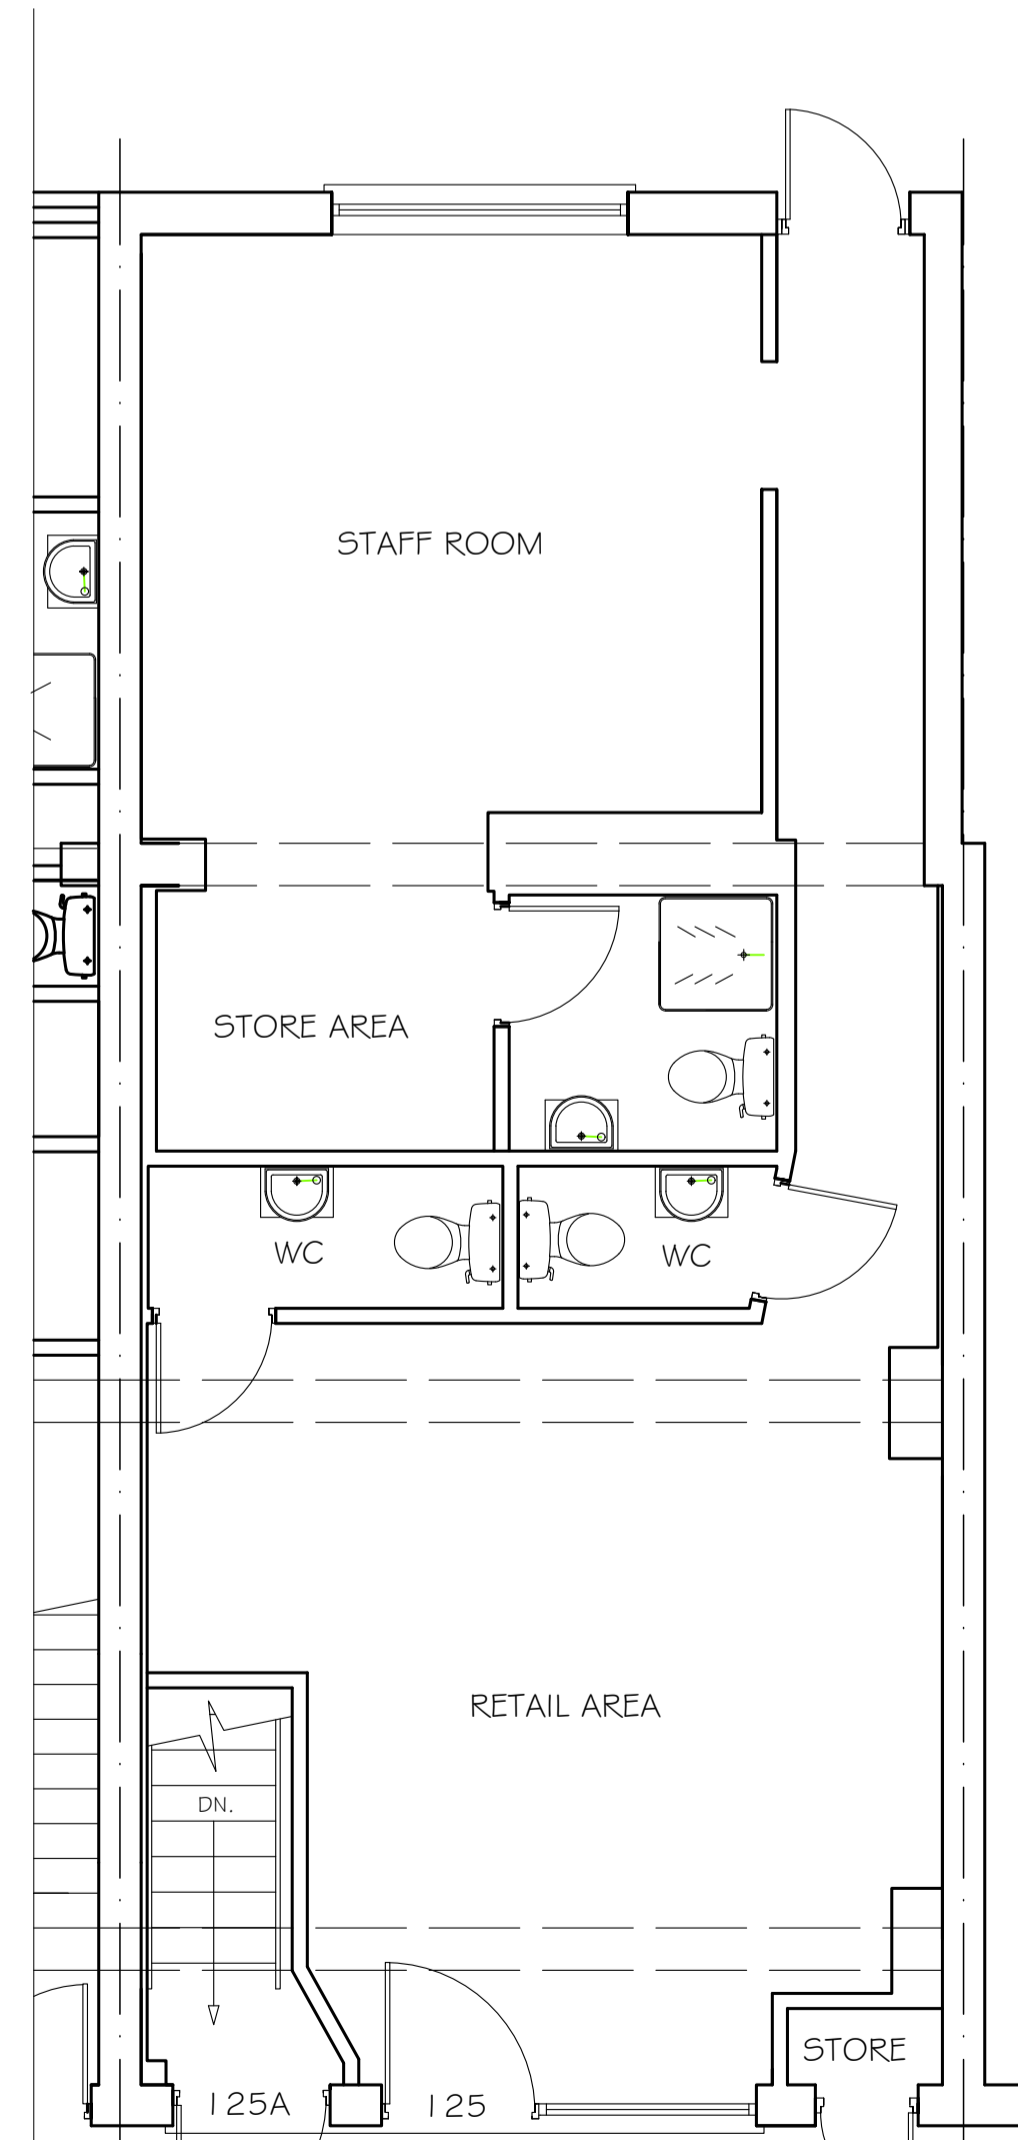 STAFF ROOM
STORE AREA
WC
WC
RETAIL AREA
DN.
STORE
125A
125